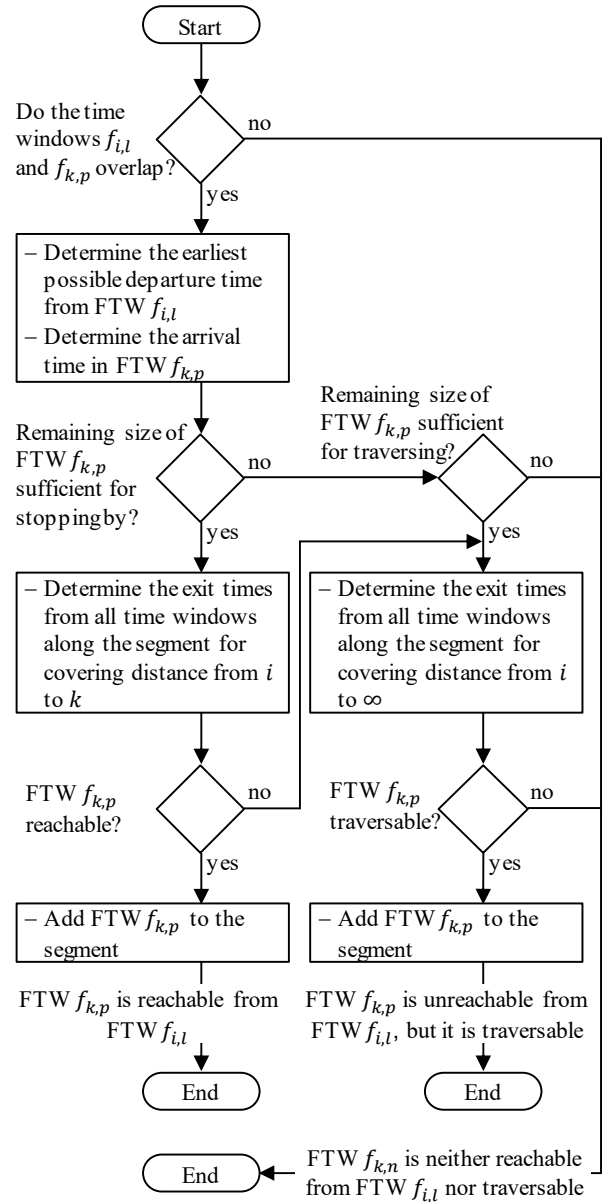 Start
Do the time
windows f_{i,l}
and f_{k,p} overlap?
no
yes
– Determine the earliest
possible departure time
from FTW f_{i,l}
– Determine the arrival
time in FTW f_{k,p}
Remaining size of
FTW f_{k,p}
sufficient for
stopping by?
no
yes
Remaining size of
FTW f_{k,p} sufficient
for traversing?
no
yes
– Determine the exit times
from all time windows
along the segment for
covering distance from i
to k
– Determine the exit times
from all time windows
along the segment for
covering distance from i
to ∞
FTW f_{k,p}
reachable?
no
yes
FTW f_{k,p}
traversable?
no
yes
– Add FTW f_{k,p} to the
segment
– Add FTW f_{k,p} to the
segment
FTW f_{k,p} is reachable from
FTW f_{i,l}
FTW f_{k,p} is unreachable from
FTW f_{i,l}, but it is traversable
End
End
End
FTW f_{k,n} is neither reachable
from FTW f_{i,l} nor traversable